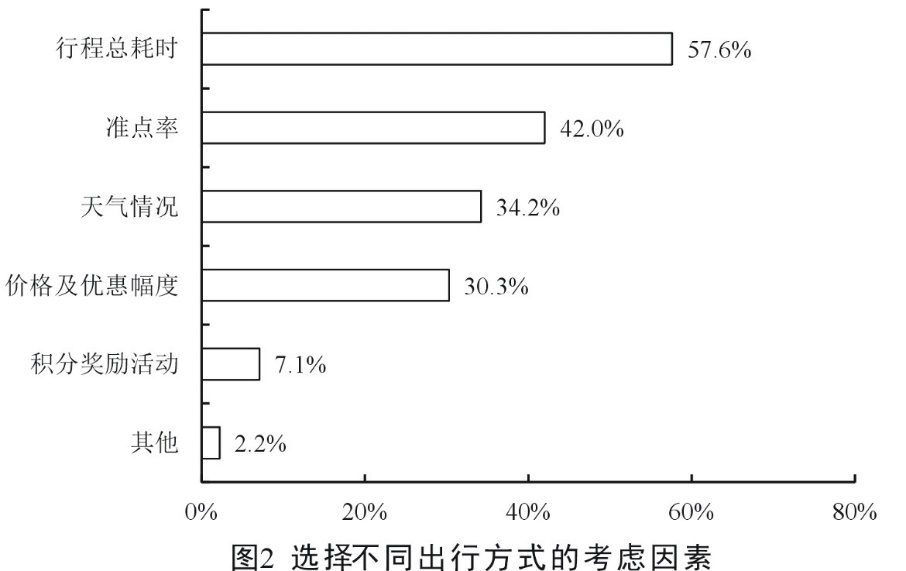 行程总耗时 57.6%
准点率 42.0%
天气情况 34.2%
价格及优惠幅度 30.3%
积分奖励活动 7.1%
其他 2.2%
0% 20% 40% 60% 80%
图2 选择不同出行方式的考虑因素